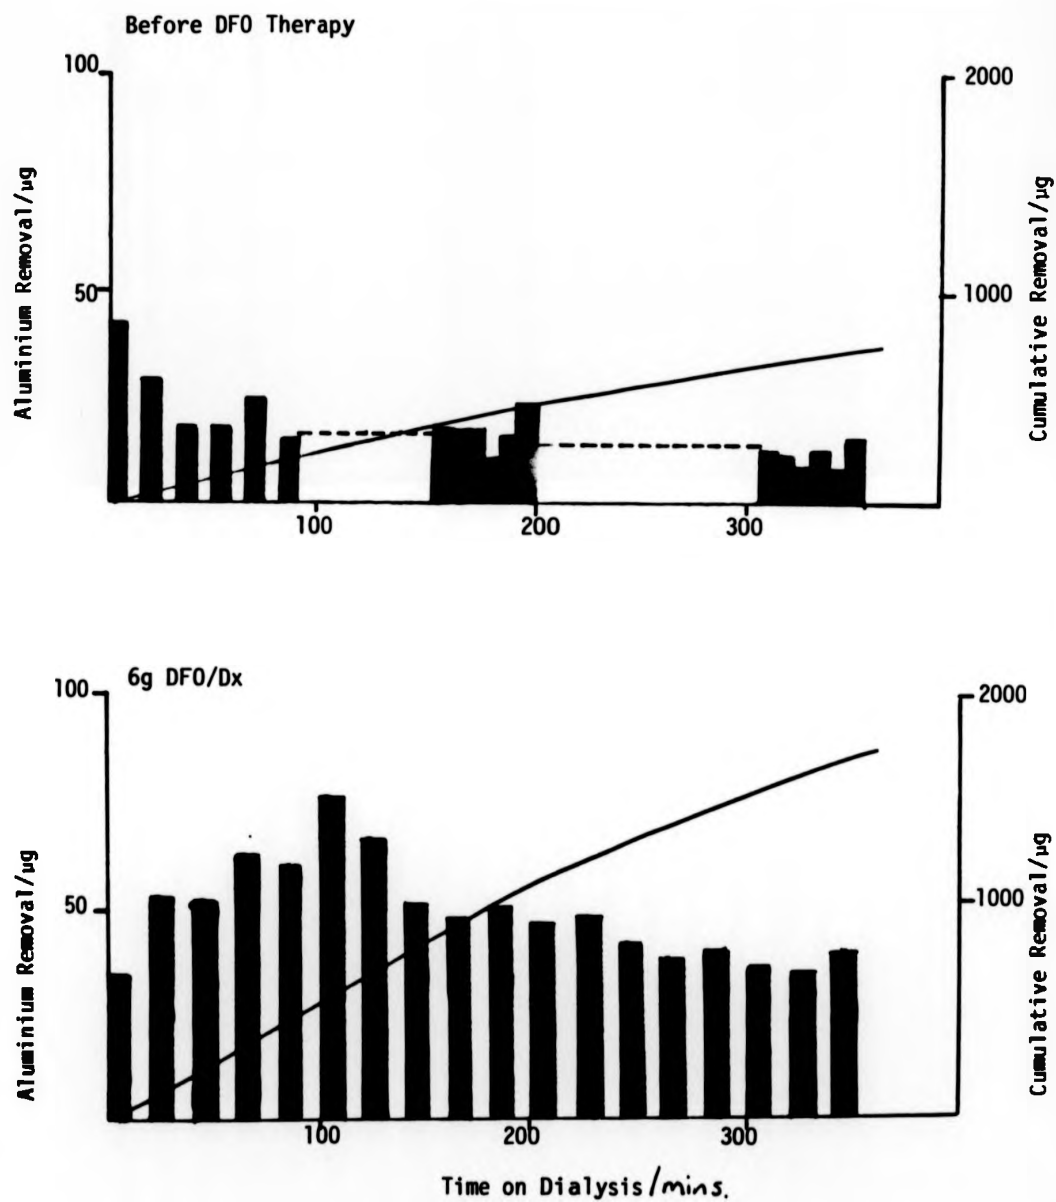 Before DFO Therapy
100
50
Aluminium Removal/µg
2000
1000
Cumulative Removal/µg
100
200
300
6g DFO/Dx
100
50
Aluminium Removal/µg
2000
1000
Cumulative Removal/µg
100
200
300
Time on Dialysis/mins.